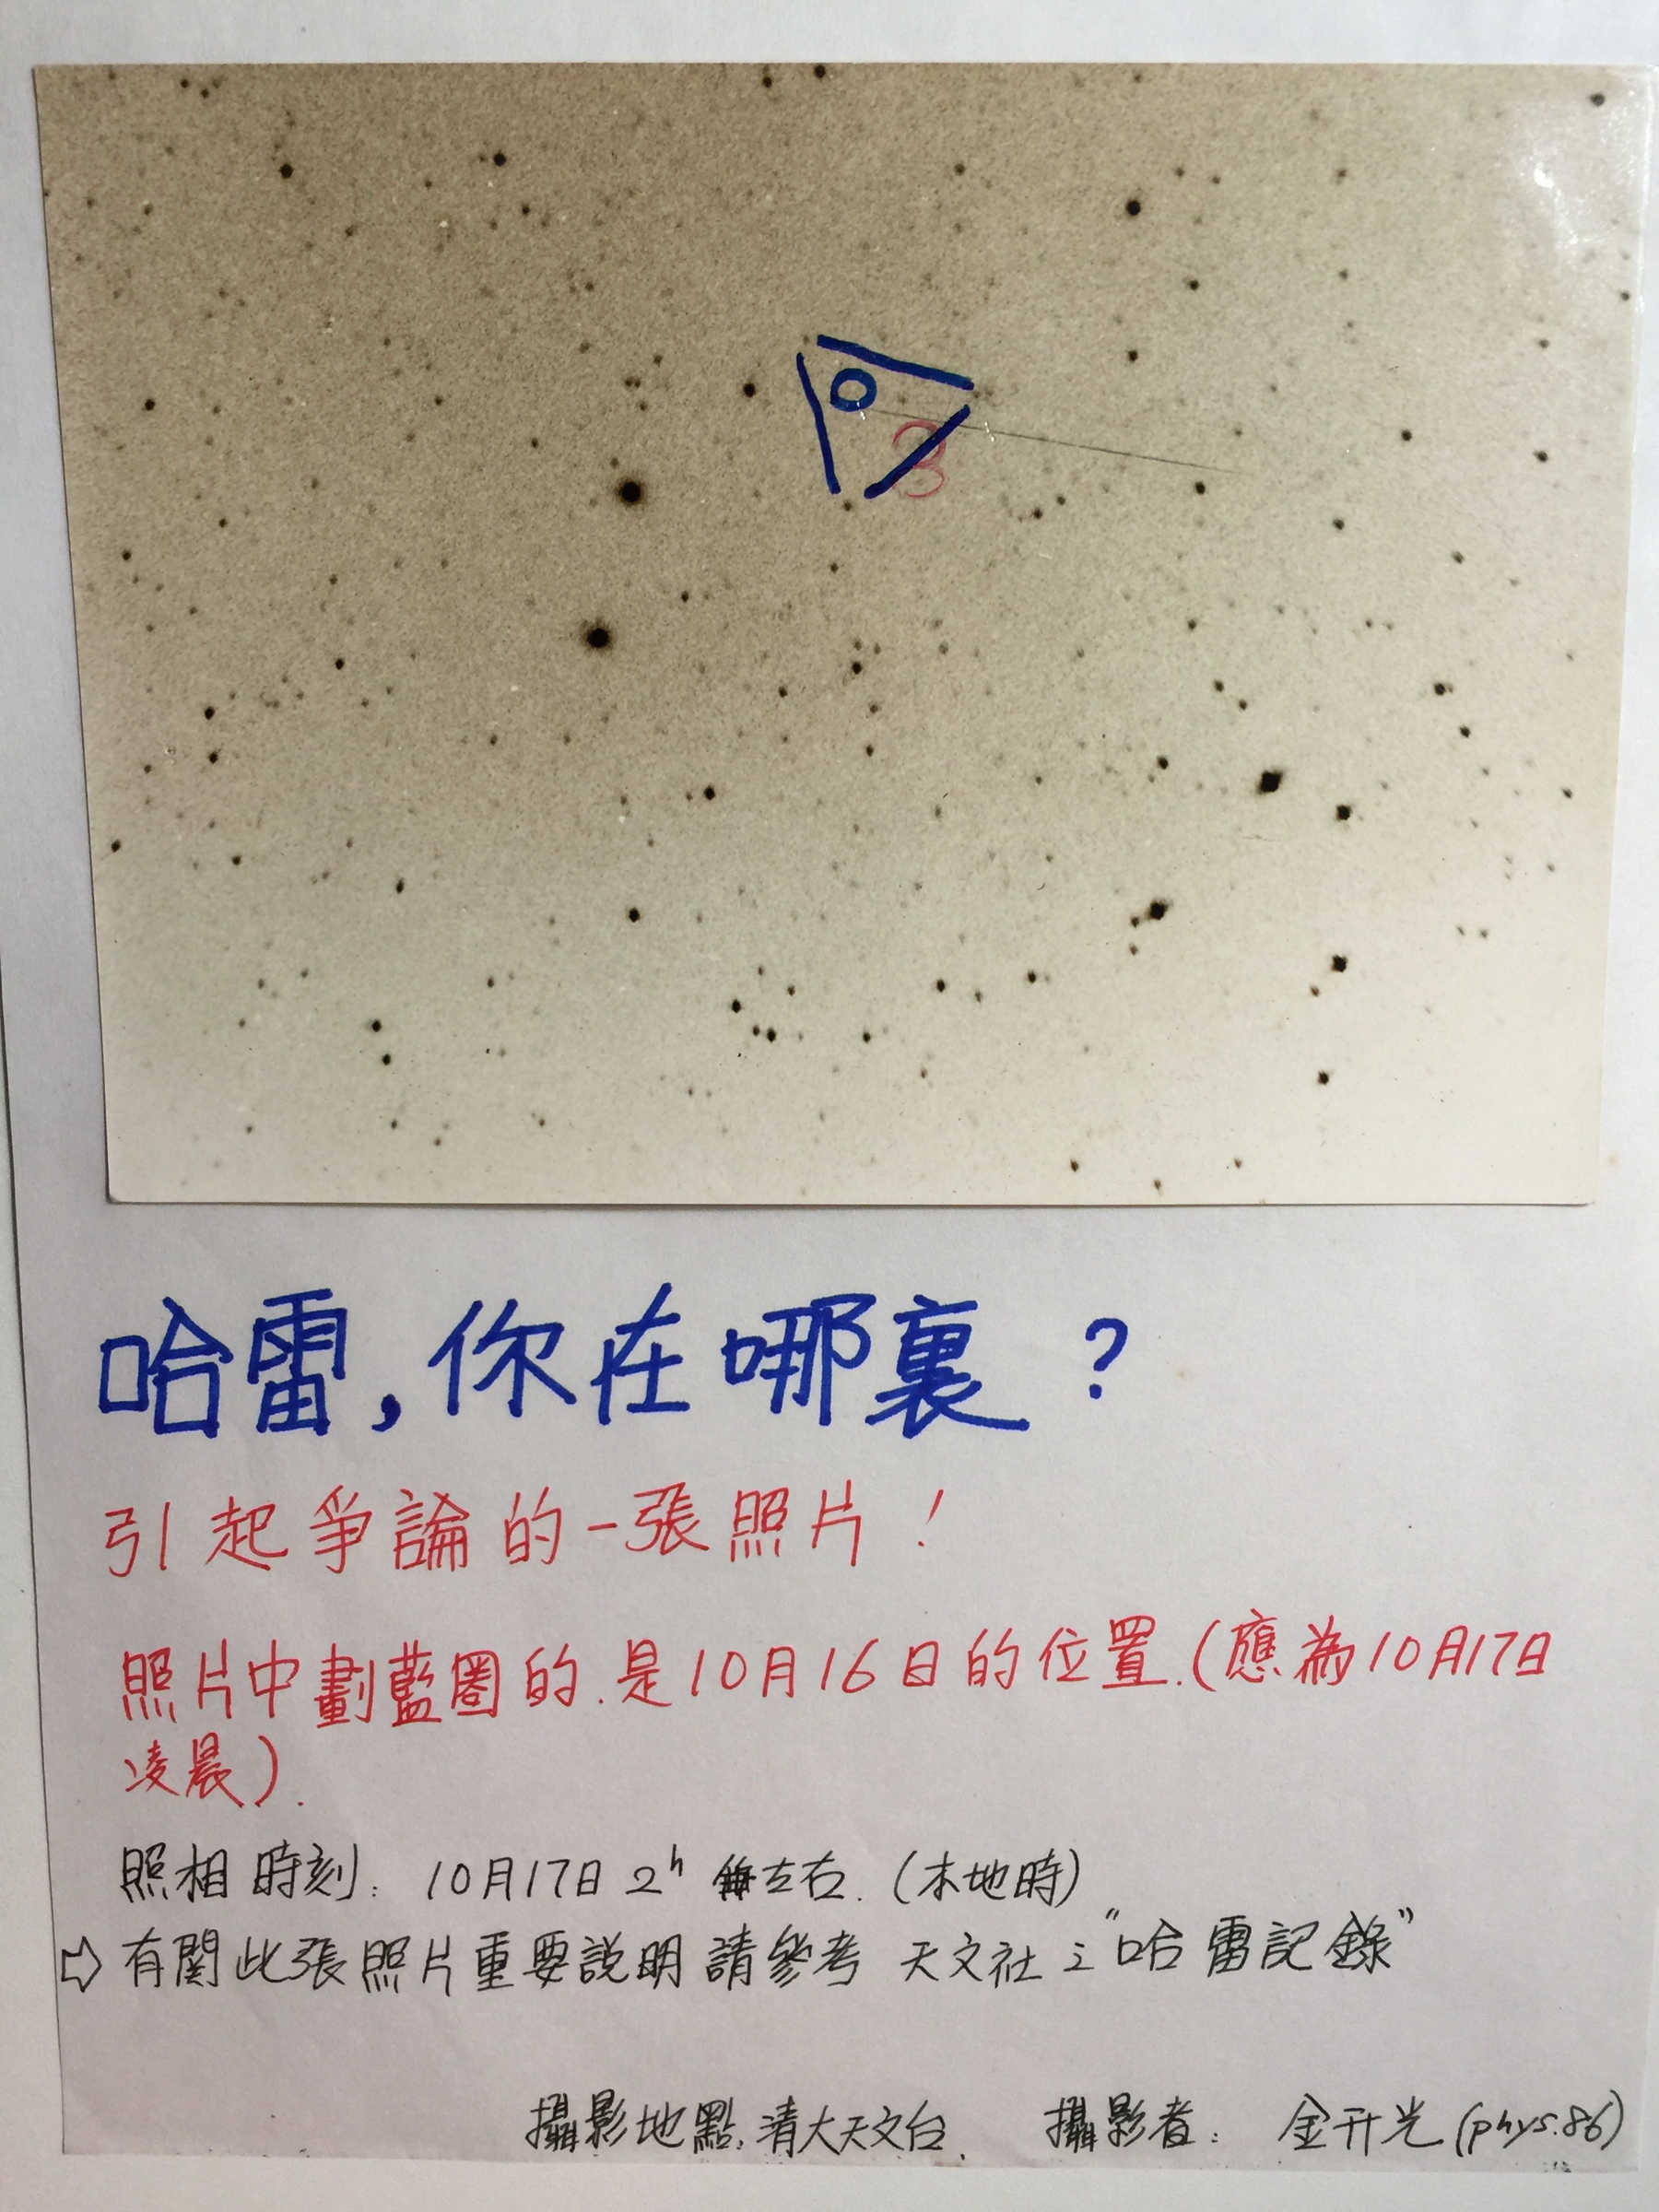 3
哈雷,你在哪裏?
引起爭論的一張照片!
照片中劃藍圈的.是10月16日的位置.(應為10月17日
凌晨).
照相時刻: 10月17日 2h 左右.(本地時)
⇨有関此張照片重要説明請參考 天文社之"哈雷記錄"
攝影地點:清大天文台. 攝影者: 金升光(phys.86)